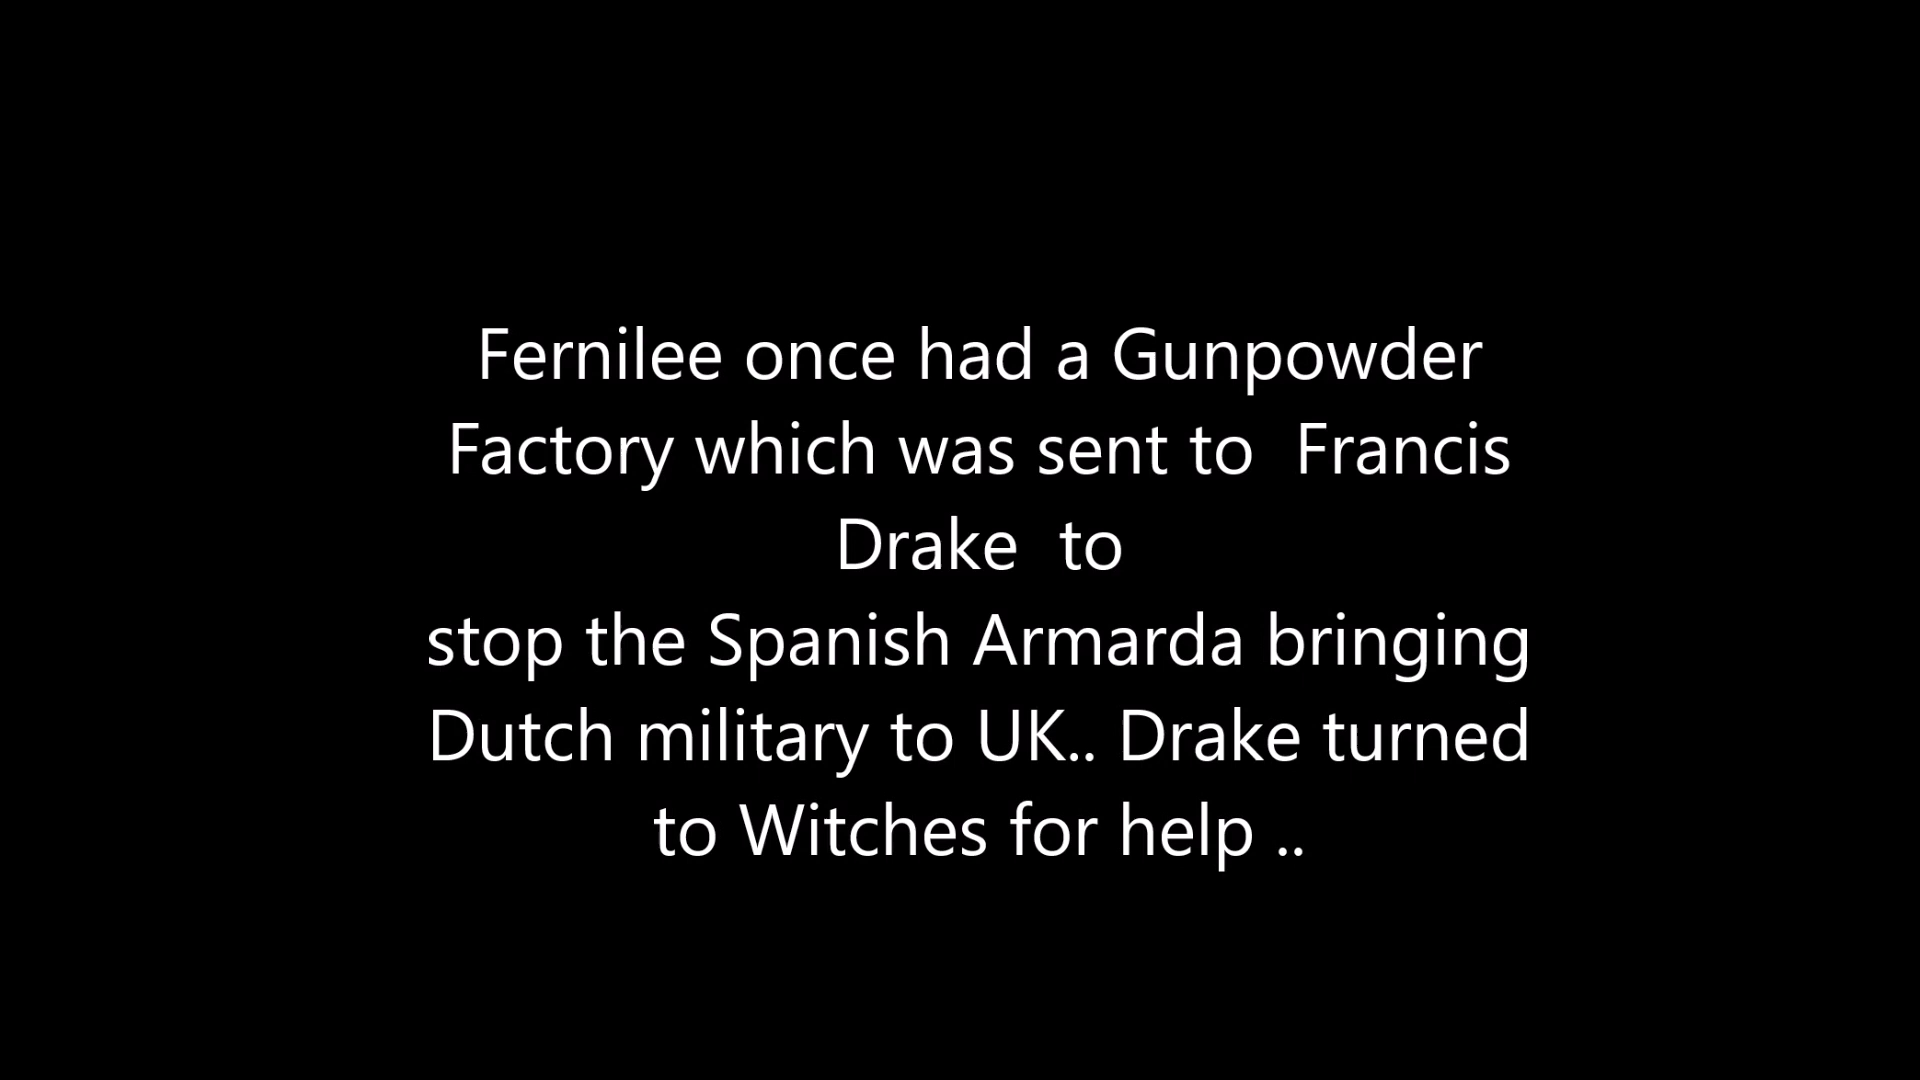 Fernilee once had a Gunpowder
Factory which was sent to  Francis
Drake  to
stop the Spanish Armarda bringing
Dutch military to UK.. Drake turned
to Witches for help ..